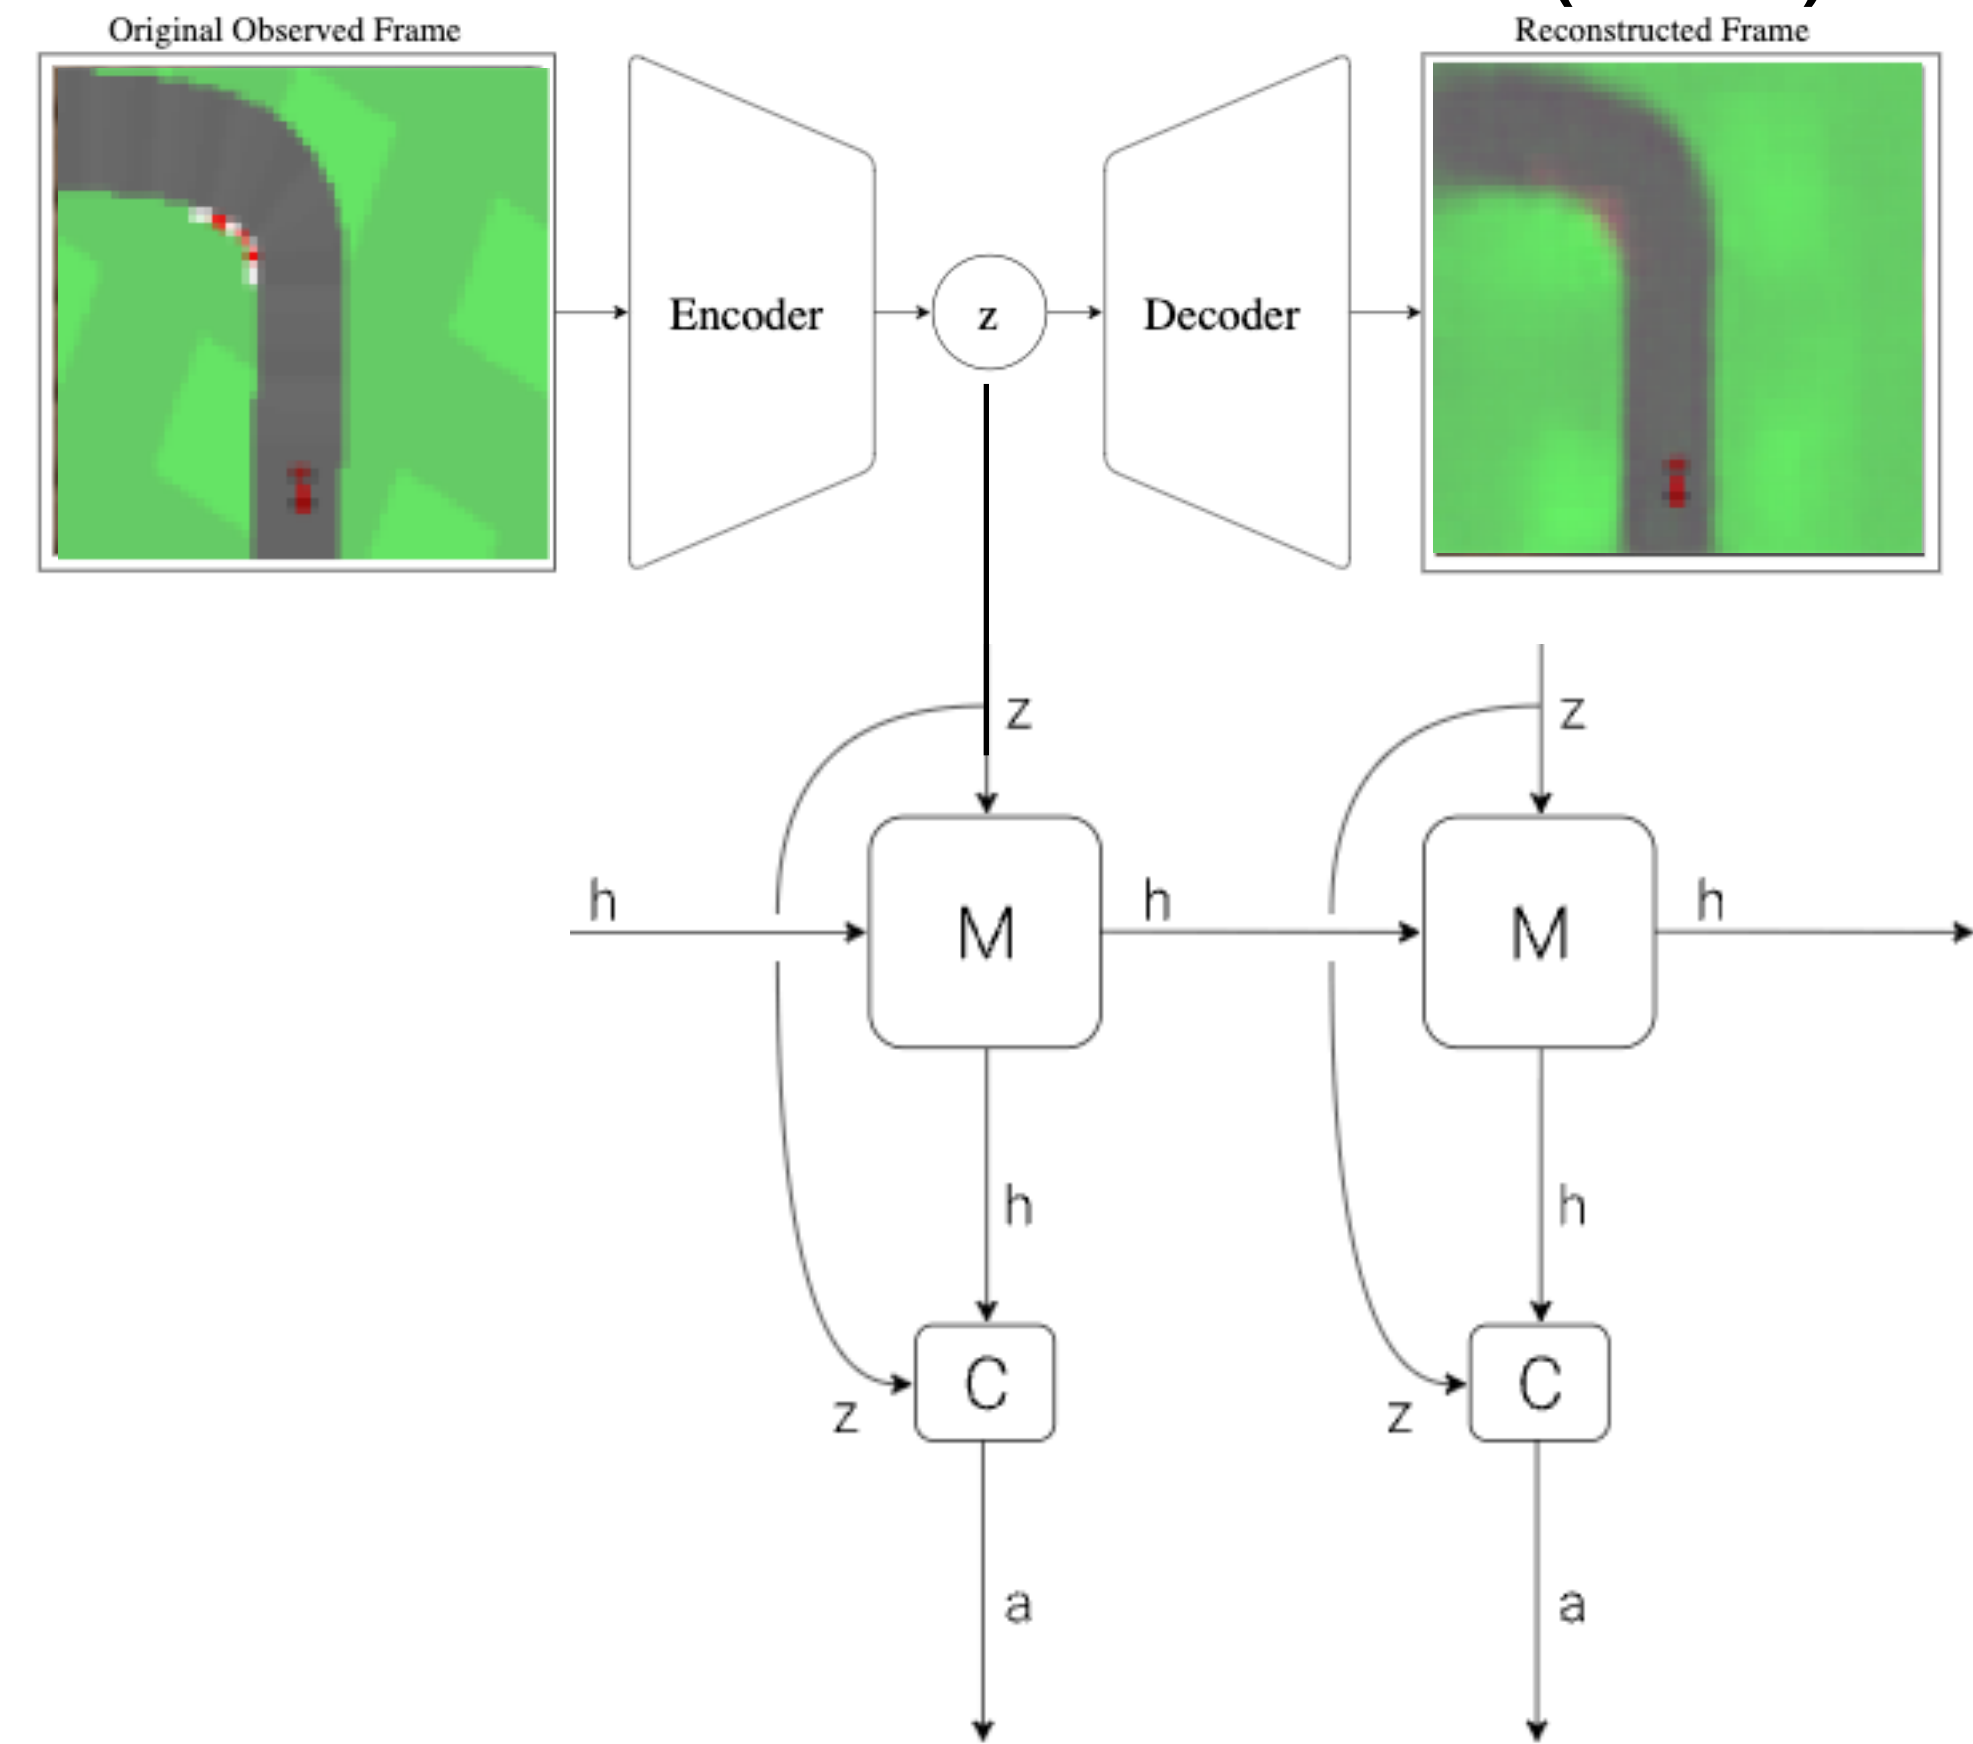 Original Observed Frame
Reconstructed Frame
Encoder
z
Decoder
z
z
h
M
h
M
h
h
h
C
C
z
z
a
a